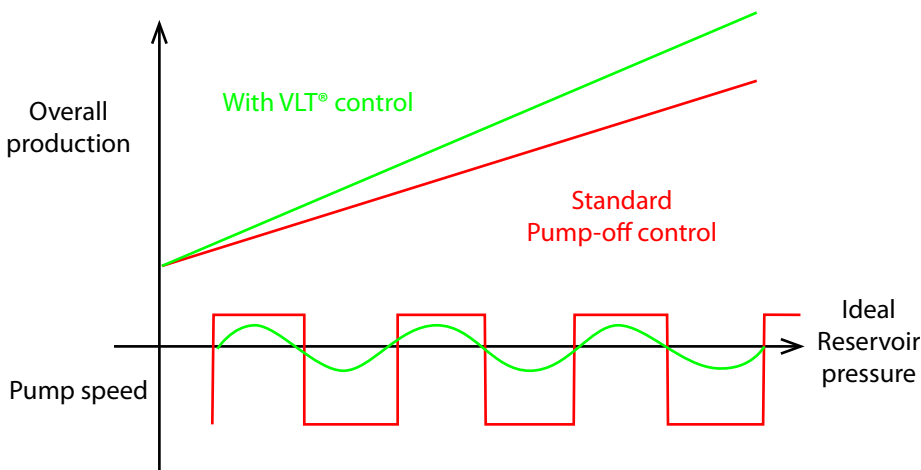 Overall
production
With VLT® control
Standard
Pump-off control
Ideal
Reservoir
pressure
Pump speed